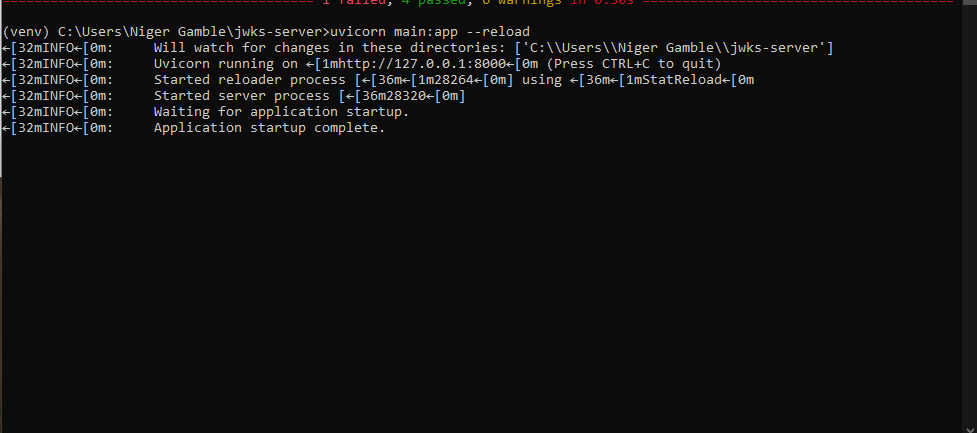 1 failed, 4 passed, 6 warnings in 0.56s
(venv) C:\Users\Niger Gamble\jwks-server>uvicorn main:app --reload
←[32mINFO←[0m:     Will watch for changes in these directories: ['C:\\Users\\Niger Gamble\\jwks-server']
←[32mINFO←[0m:     Uvicorn running on ←[1mhttp://127.0.0.1:8000←[0m (Press CTRL+C to quit)
←[32mINFO←[0m:     Started reloader process [←[36m←[1m28264←[0m] using ←[36m←[1mStatReload←[0m
←[32mINFO←[0m:     Started server process [←[36m28320←[0m]
←[32mINFO←[0m:     Waiting for application startup.
←[32mINFO←[0m:     Application startup complete.